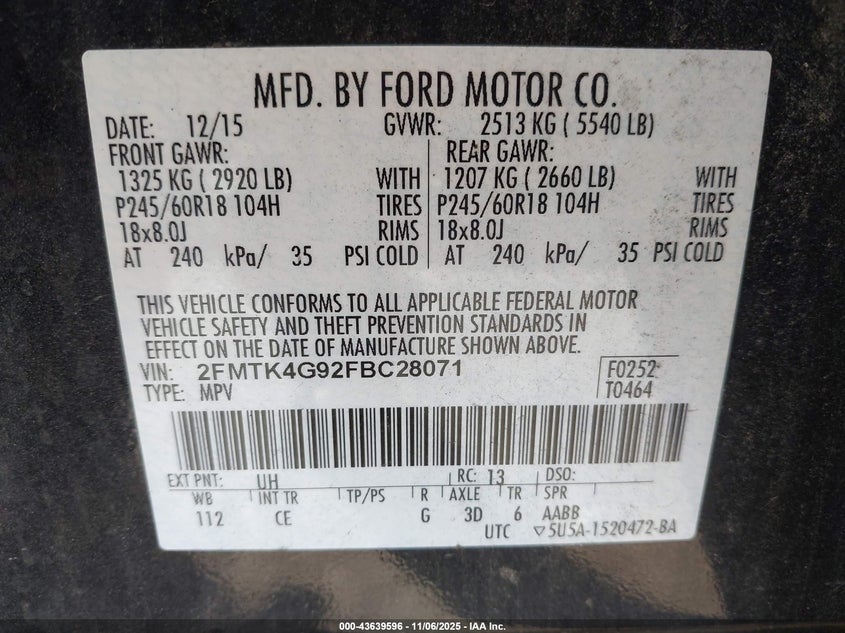 MFD. BY FORD MOTOR CO.
DATE: 12/15 GVWR: 2513 KG ( 5540 LB)
FRONT GAWR: REAR GAWR:
1325 KG ( 2920 LB) WITH 1207 KG ( 2660 LB) WITH
P245/60R18 104H TIRES P245/60R18 104H TIRES
18x8.0J RIMS 18x8.0J RIMS
AT 240 kPa/ 35 PSI COLD AT 240 kPa/ 35 PSI COLD
THIS VEHICLE CONFORMS TO ALL APPLICABLE FEDERAL MOTOR
VEHICLE SAFETY AND THEFT PREVENTION STANDARDS IN
EFFECT ON THE DATE OF MANUFACTURE SHOWN ABOVE.
VIN: 2FMTK4G92FBC28071 F0252
TYPE: MPV T0464
EXT PNT: UH RC: 13 DSO:
WB INT TR TP/PS R AXLE TR SPR
112 CE G 3D 6 AABB
UTC ▽5U5A-1520472-BA
000-43639596 - 11/06/2025 - IAA Inc.